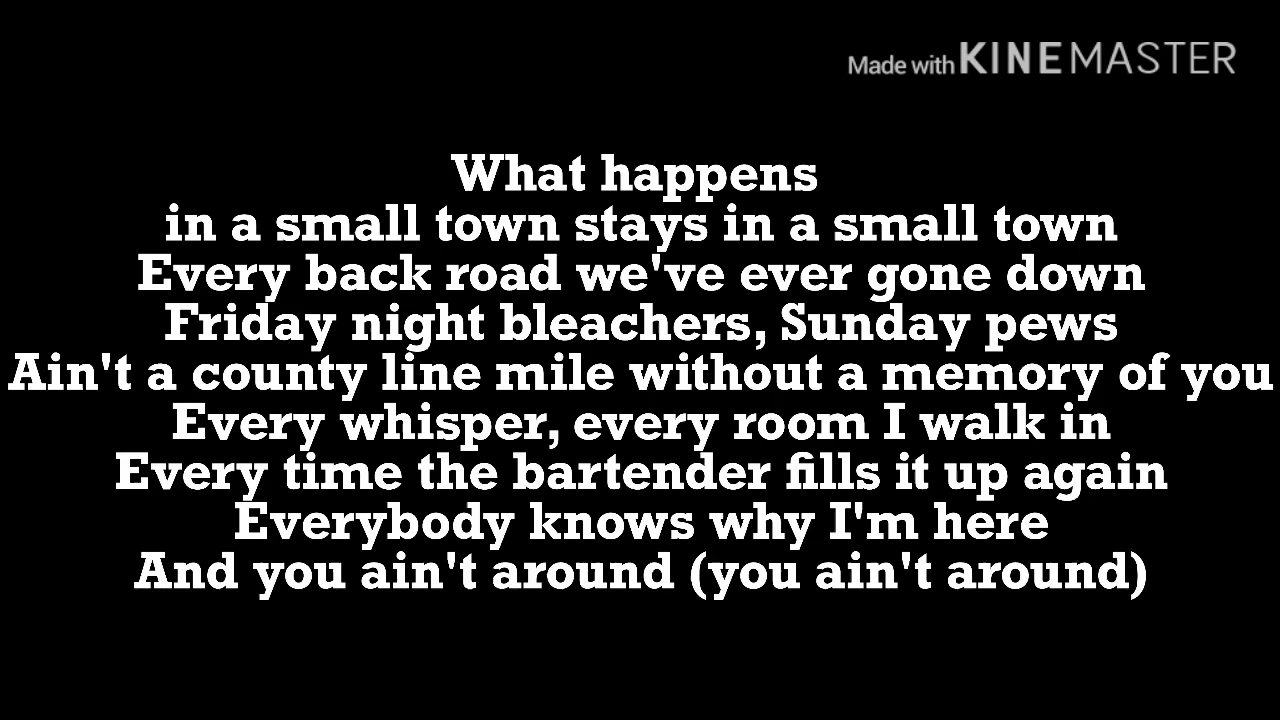 Made with KINEMASTER
What happens
in a small town stays in a small town
Every back road we've ever gone down
Friday night bleachers, Sunday pews
Ain't a county line mile without a memory of you
Every whisper, every room I walk in
Every time the bartender fills it up again
Everybody knows why I'm here
And you ain't around (you ain't around)